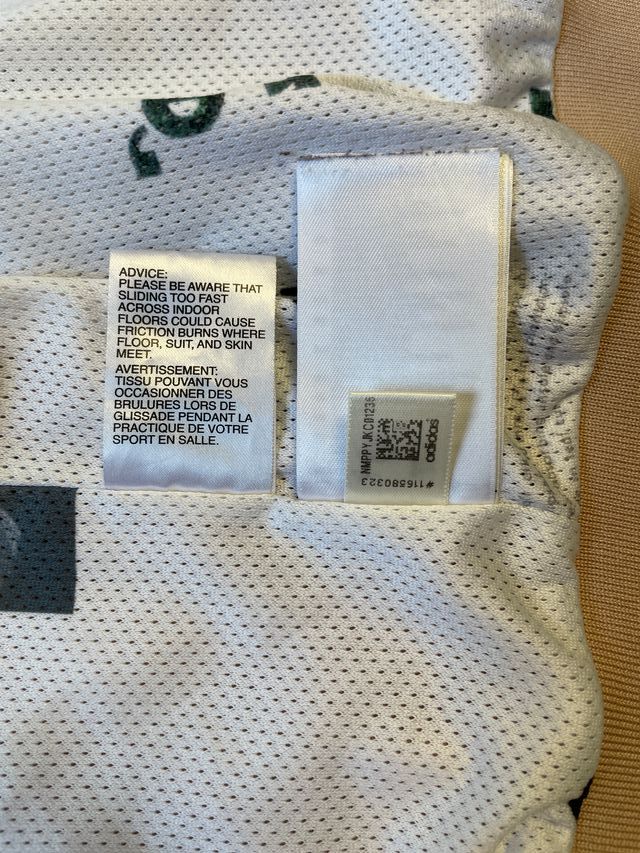 ADVICE:
PLEASE BE AWARE THAT
SLIDING TOO FAST
ACROSS INDOOR
FLOORS COULD CAUSE
FRICTION BURNS WHERE
FLOOR, SUIT, AND SKIN
MEET.
AVERTISSEMENT:
TISSU POUVANT VOUS
OCCASIONNER DES
BRULURES LORS DE
GLISSADE PENDANT LA
PRACTIQUE DE VOTRE
SPORT EN SALLE.
adidas
#116580323